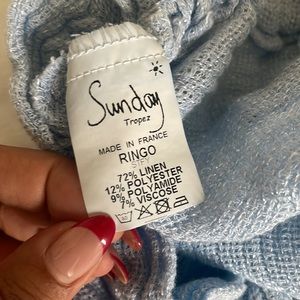 Sunday
Tropez
MADE IN FRANCE
RINGO
72% LINEN
12% POLYESTER
9% POLYAMIDE
7% VISCOSE